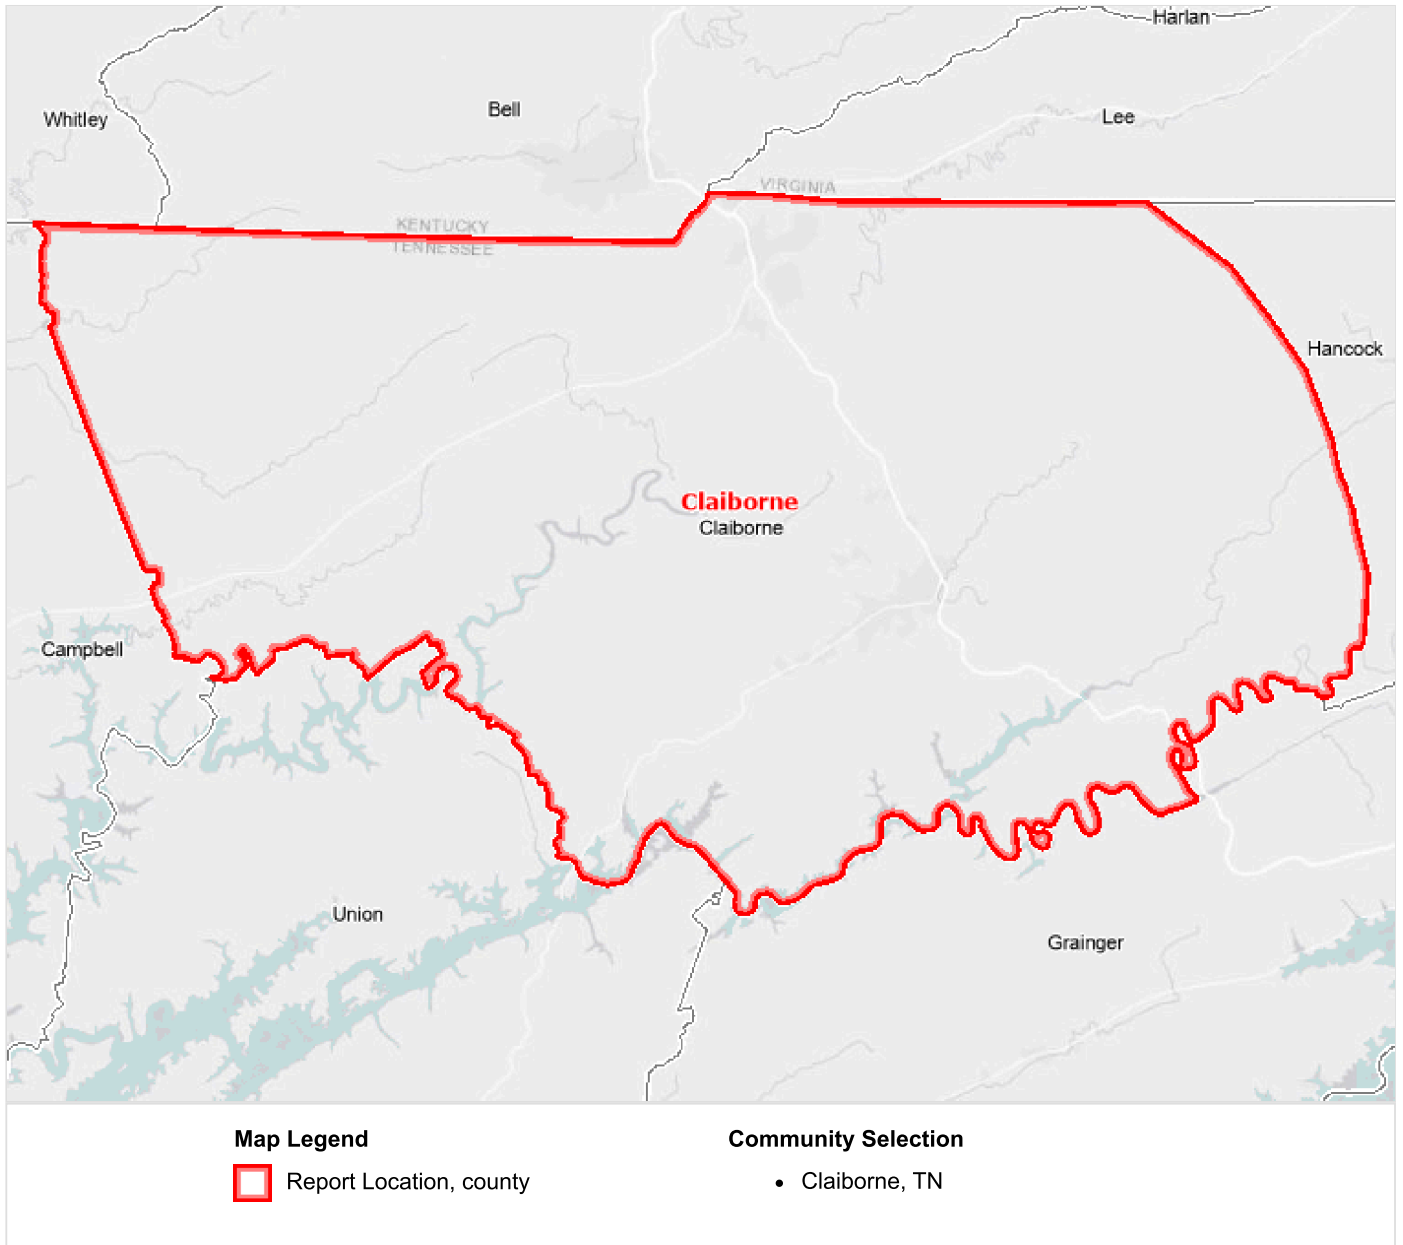 Harlan
Whitley
Bell
Lee
VIRGINIA
KENTUCKY
TENNESSEE
Hancock
Claiborne
Claiborne
Campbell
Union
Grainger
Map Legend
Report Location, county
Community Selection
• Claiborne, TN